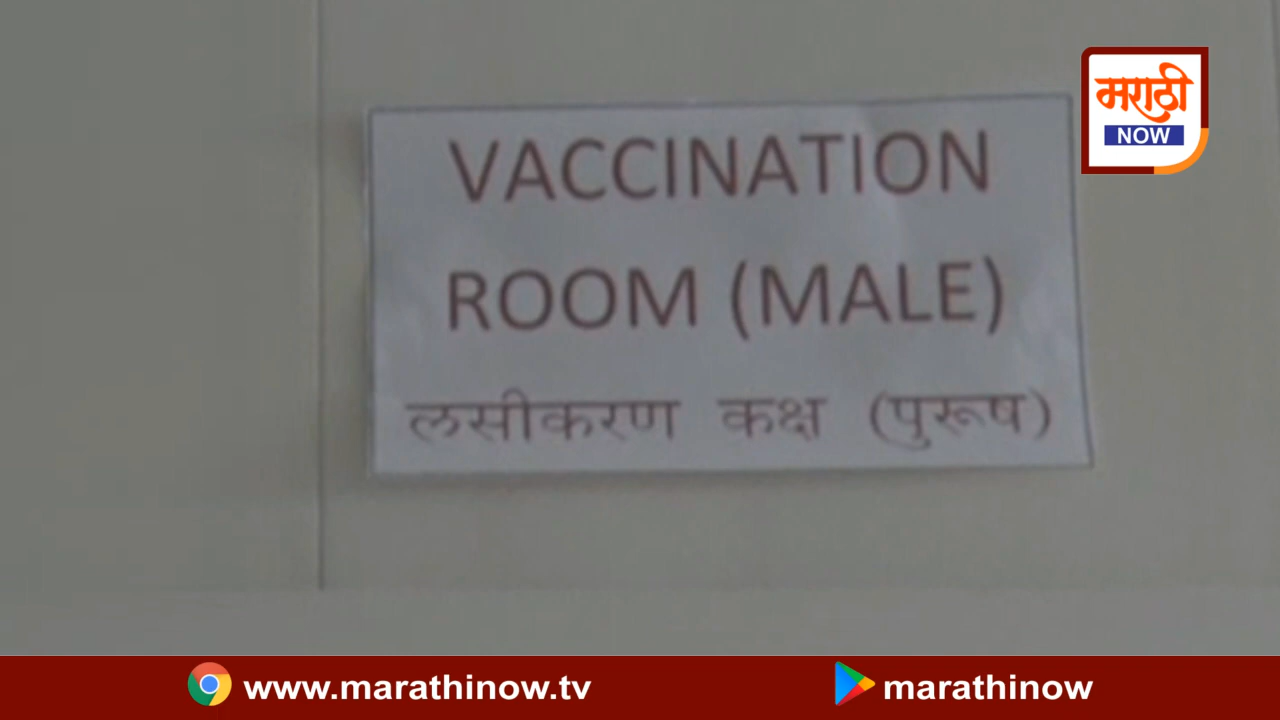 मराठी
NOW
VACCINATION
ROOM (MALE)
लसीकरण कक्ष (पुरूष)
www.marathinow.tv
marathinow